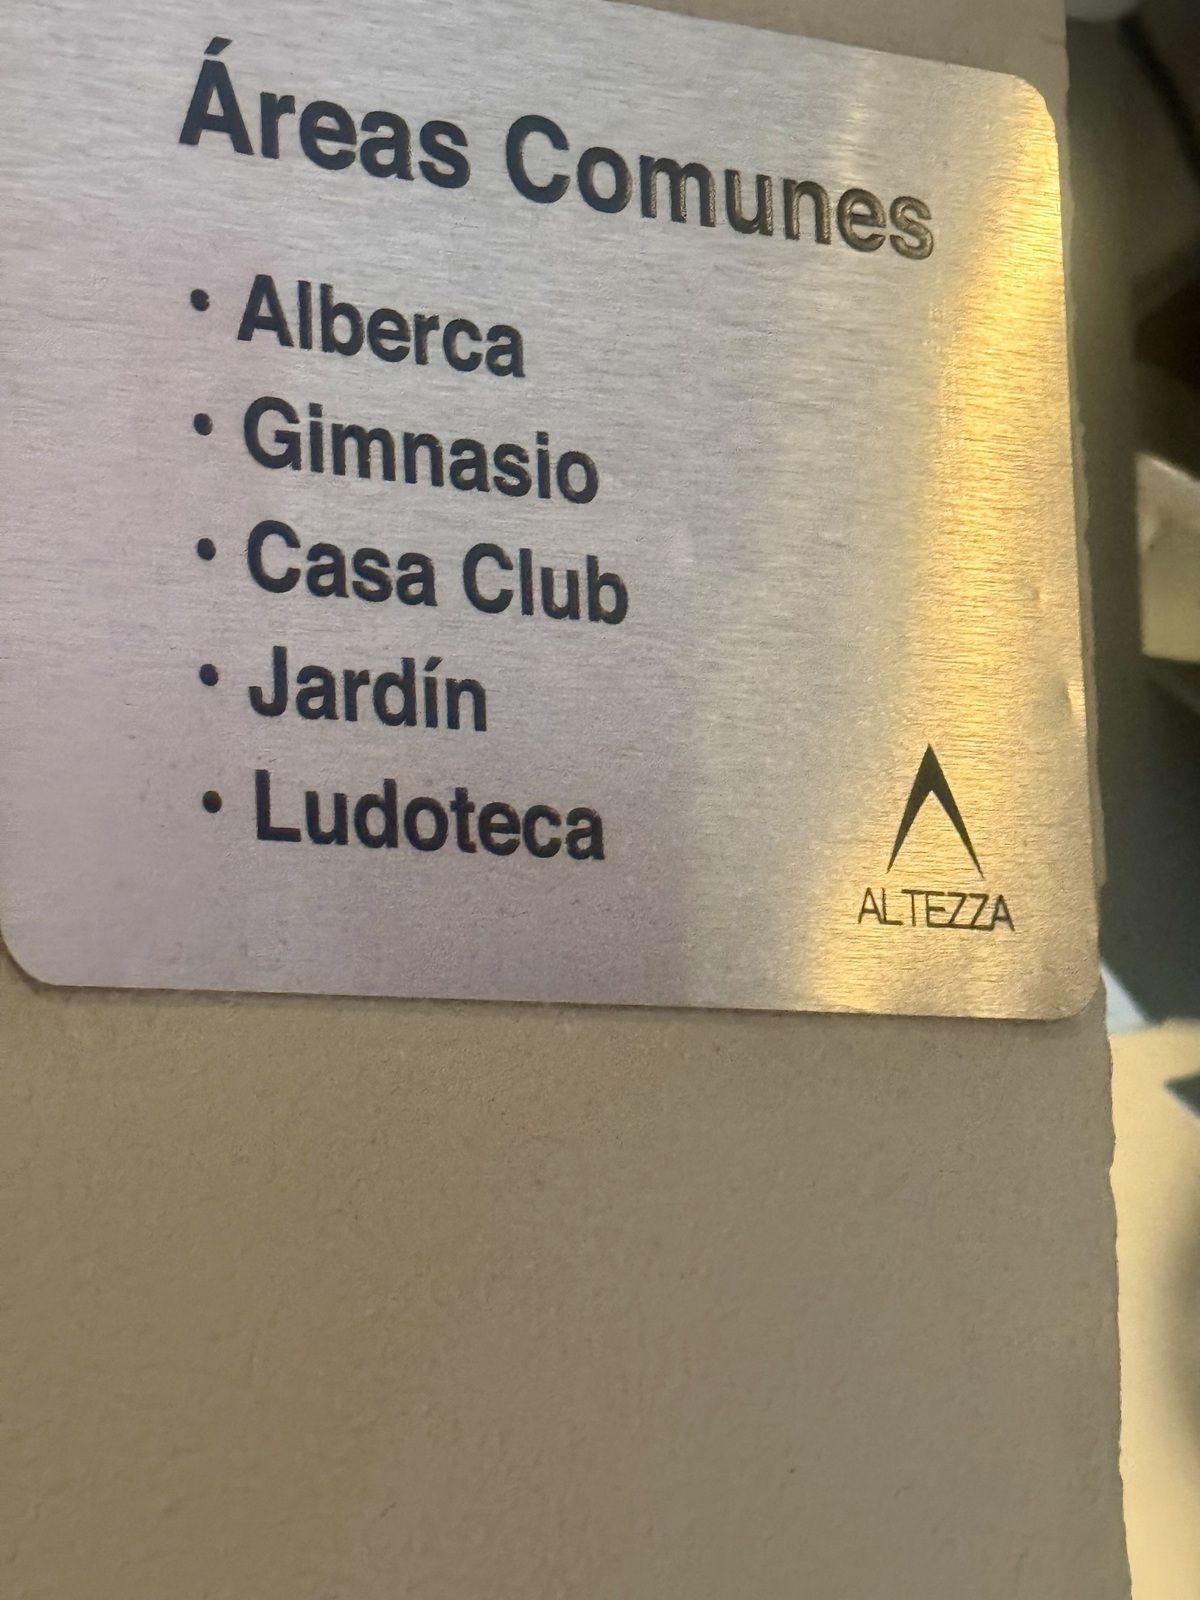 Áreas Comunes
• Alberca
• Gimnasio
• Casa Club
• Jardín
• Ludoteca
ALTEZZA